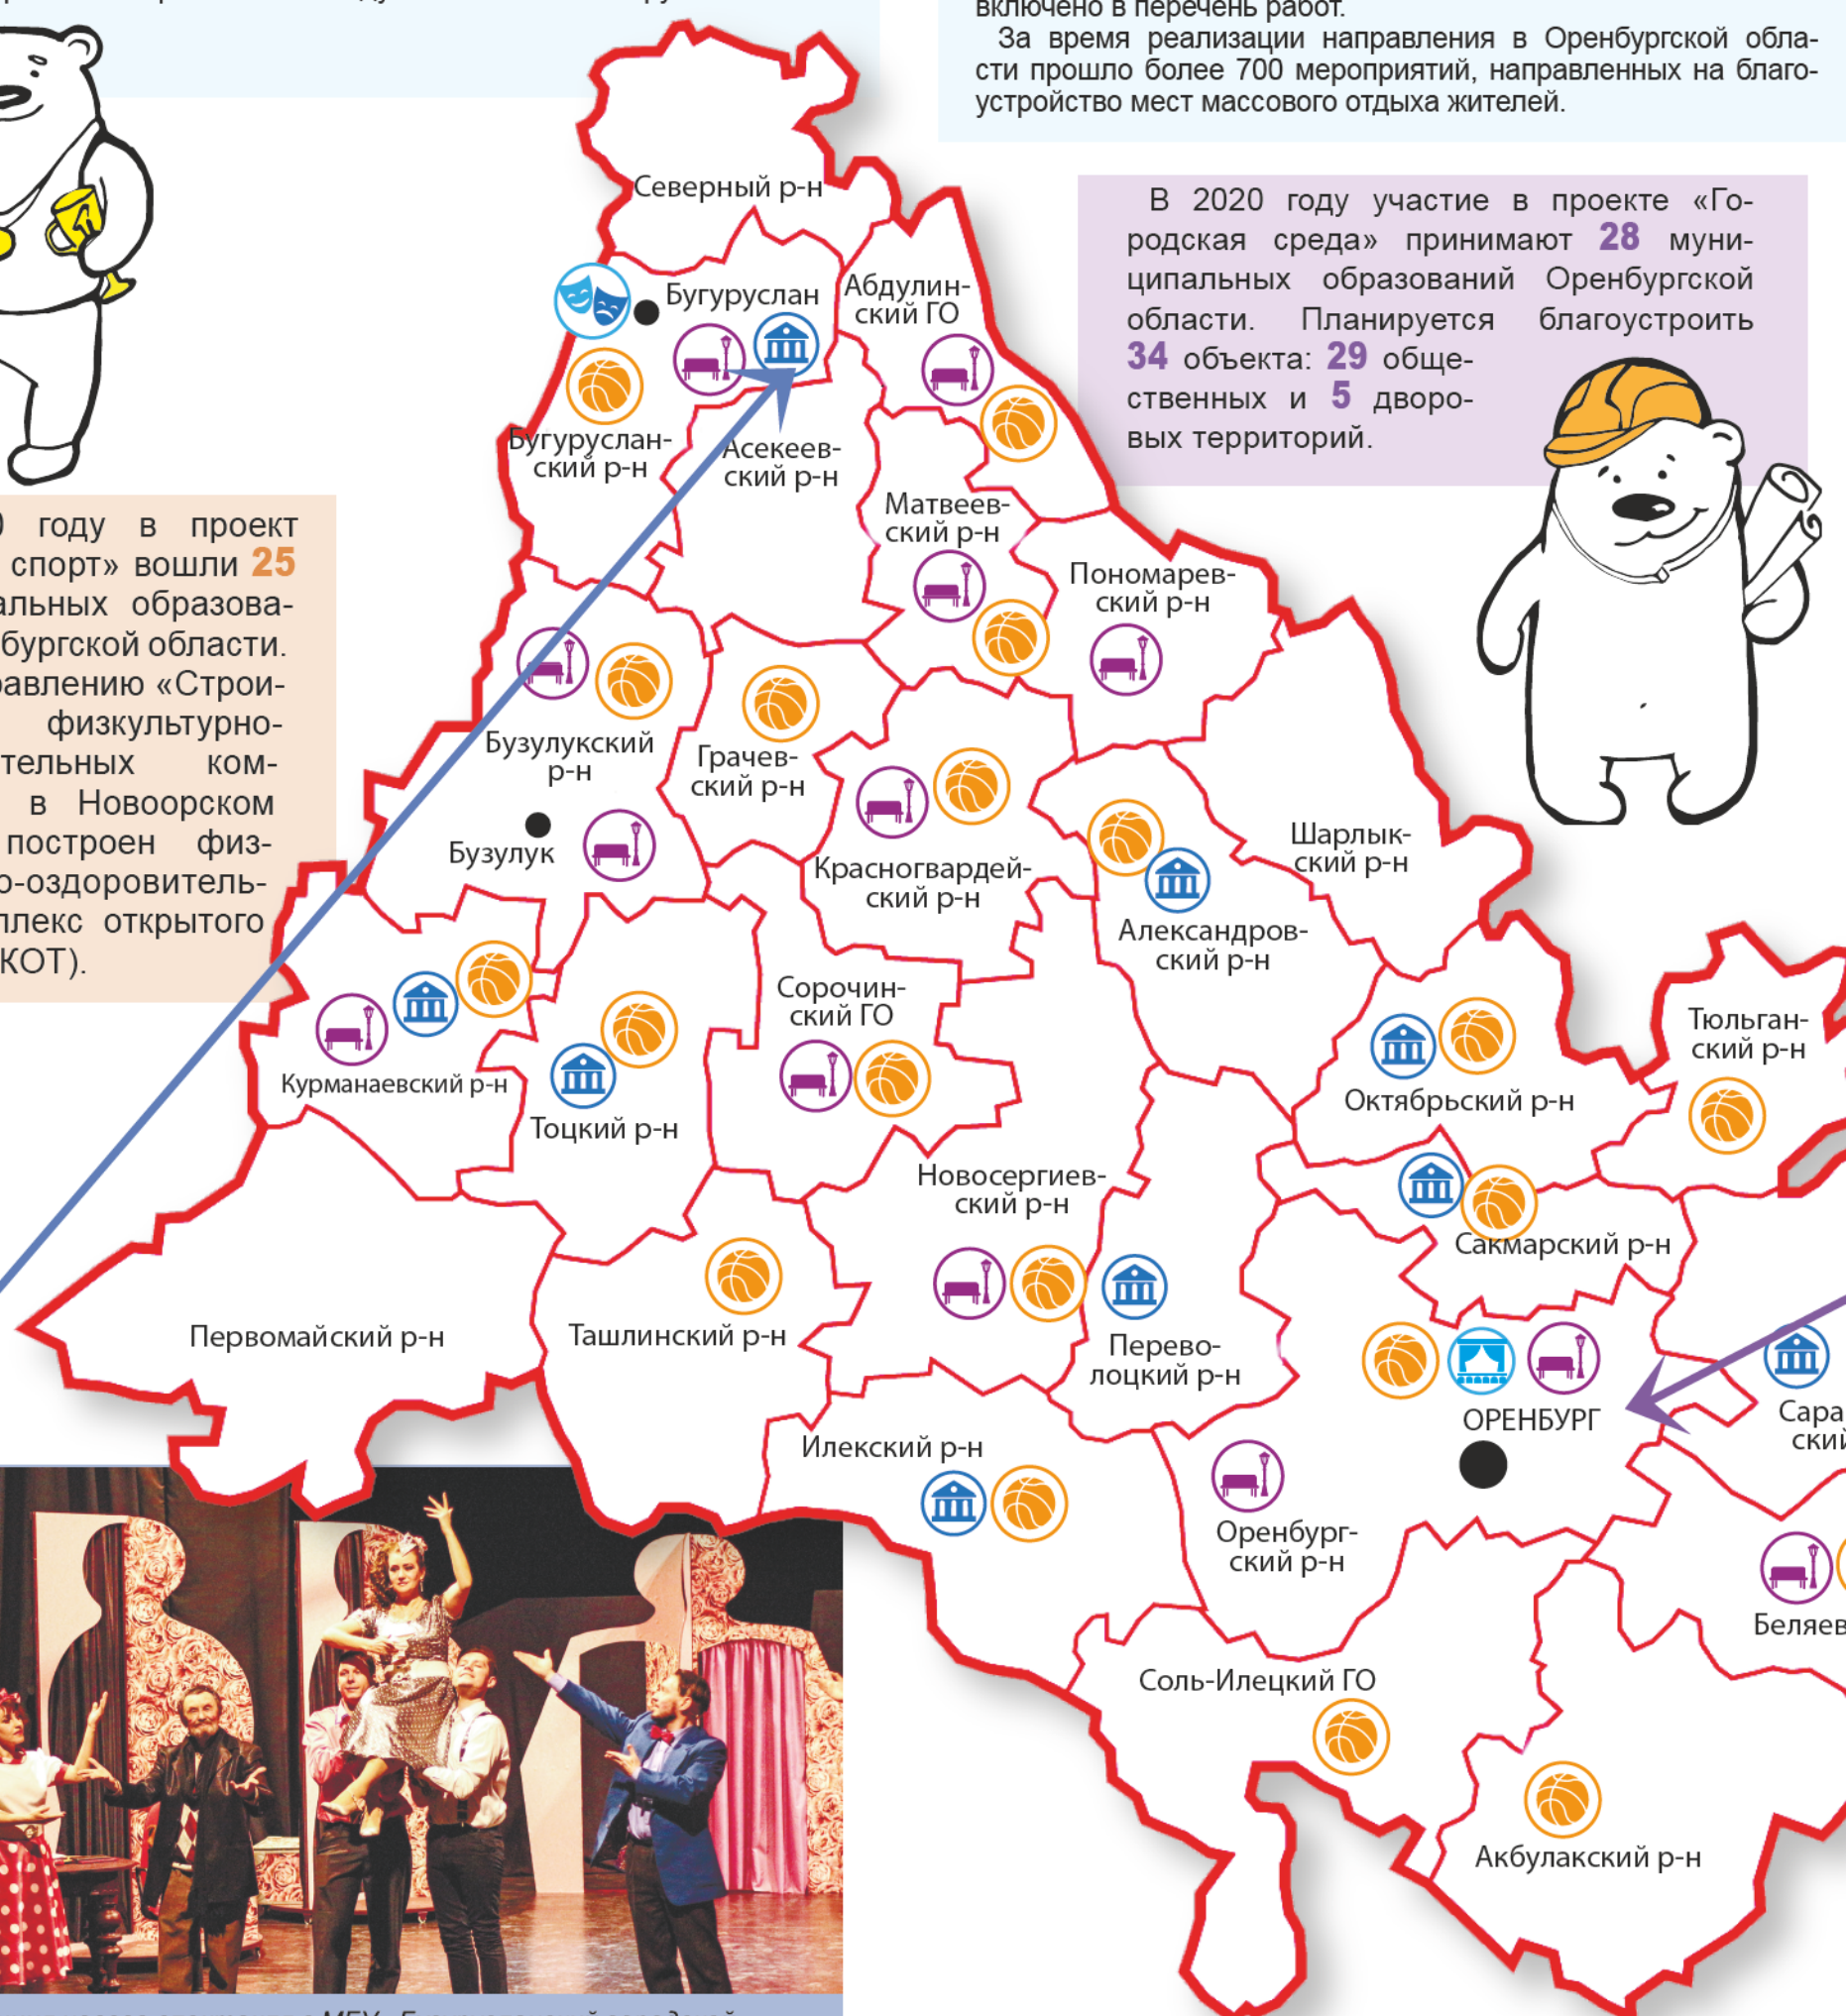 включено в перечень работ.
За время реализации направления в Оренбургской обла-
сти прошло более 700 мероприятий, направленных на благо-
устройство мест массового отдыха жителей.
В 2020 году участие в проекте «Го-
родская среда» принимают 28 муни-
ципальных образований Оренбургской
области. Планируется благоустроить
34 объекта: 29 обще-
ственных и 5 дворо-
вых территорий.
году в проект
спорт» вошли 25
альных образова-
бургской области.
равлению «Строи-
физкультурно-
тельных ком-
в Новоорском
построен физ-
о-оздоровитель-
плекс открытого
КОТ).
Северный р-н
Бугуруслан
Абдулин-
ский ГО
Бугуруслан-
ский р-н
Асекеев-
ский р-н
Матвеев-
ский р-н
Пономарев-
ский р-н
Бузулукский
р-н
Грачев-
ский р-н
Бузулук
Красногвардей-
ский р-н
Шарлык-
ский р-н
Александров-
ский р-н
Сорочин-
ский ГО
Тюльган-
ский р-н
Курманаевский р-н
Тоцкий р-н
Октябрьский р-н
Новосергиев-
ский р-н
Сакмарский р-н
Первомайский р-н
Ташлинский р-н
Перево-
лоцкий р-н
ОРЕНБУРГ
Сара
ский
Илекский р-н
Оренбург-
ский р-н
Беляев
Соль-Илецкий ГО
Акбулакский р-н